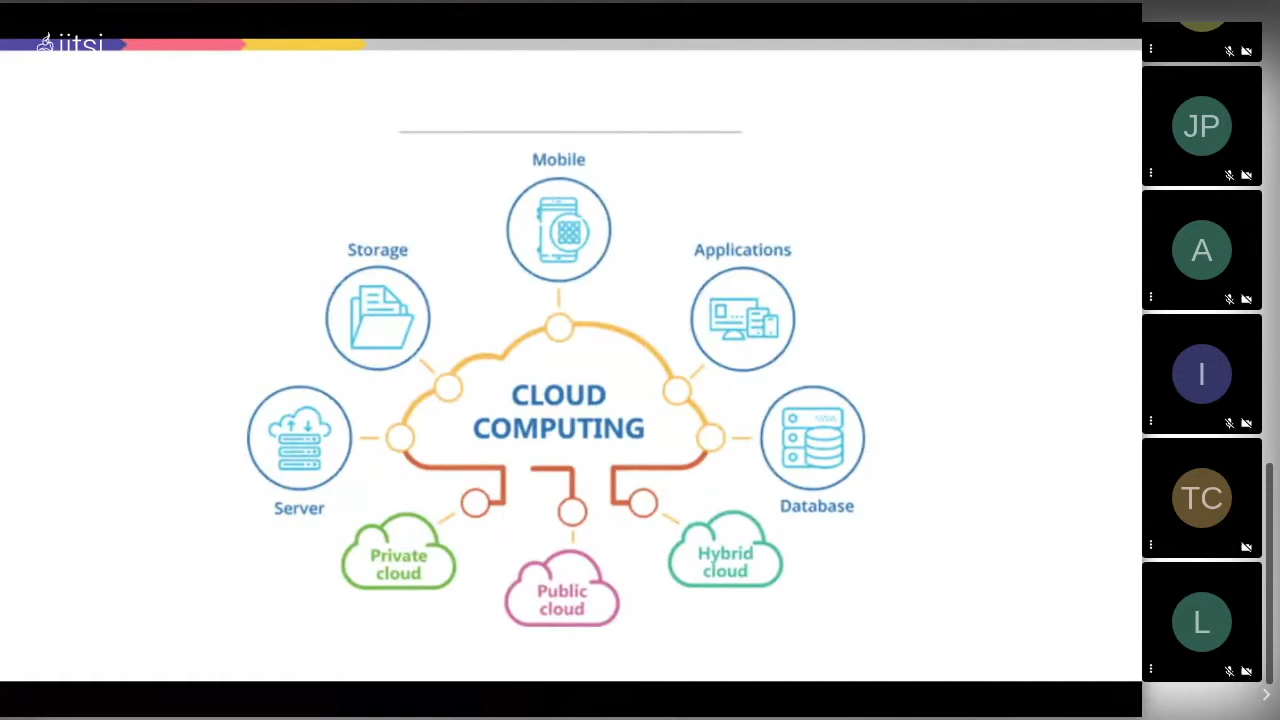 jitsi
Mobile
Storage
Applications
CLOUD
COMPUTING
Server
Database
Private
cloud
Public
cloud
Hybrid
cloud
JP
A
I
TC
L